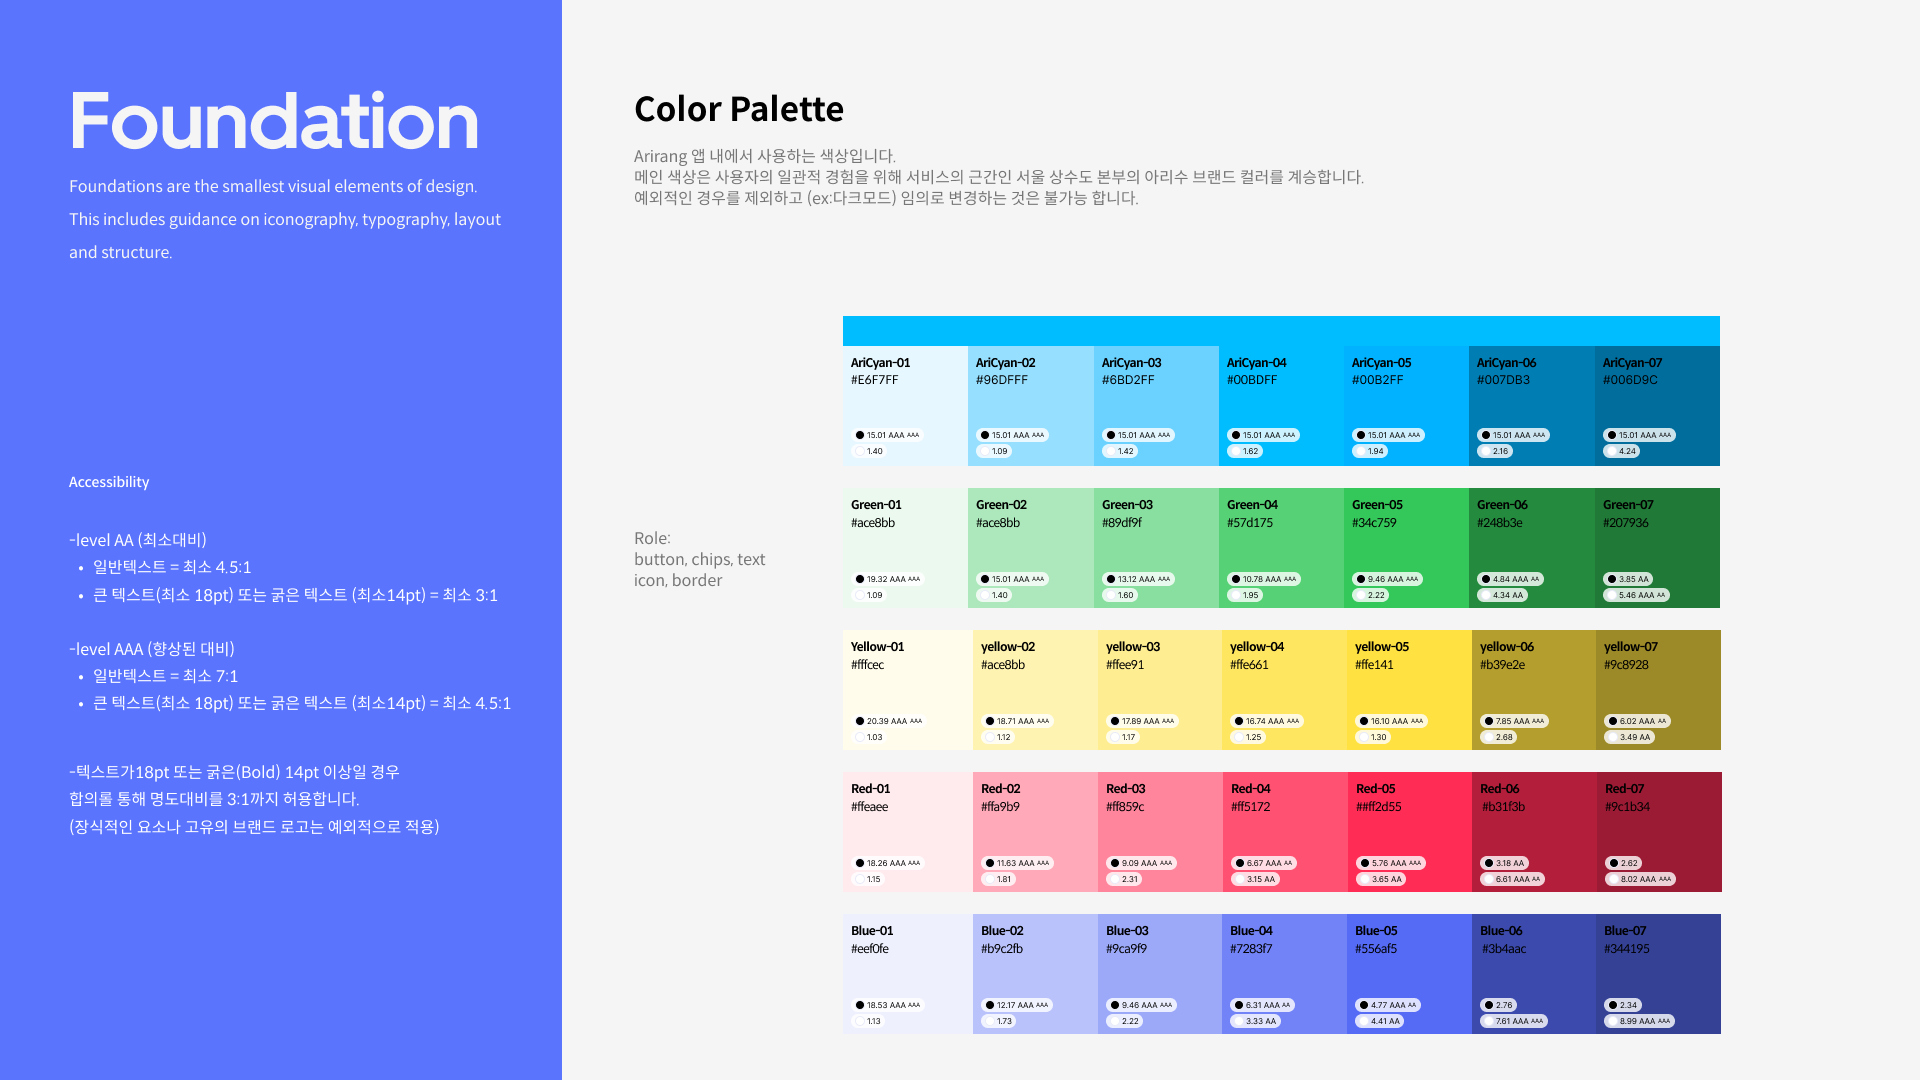 Foundation
Foundations are the smallest visual elements of design.
This includes guidance on iconography, typography, layout
and structure.
Accessibility
-level AA (최소대비)
• 일반텍스트 = 최소 4.5:1
• 큰 텍스트(최소 18pt) 또는 굵은 텍스트 (최소14pt) = 최소 3:1
-level AAA (향상된 대비)
• 일반텍스트 = 최소 7:1
• 큰 텍스트(최소 18pt) 또는 굵은 텍스트 (최소14pt) = 최소 4.5:1
-텍스트가18pt 또는 굵은(Bold) 14pt 이상일 경우
합의롤 통해 명도대비를 3:1까지 허용합니다.
(장식적인 요소나 고유의 브랜드 로고는 예외적으로 적용)
Color Palette
Arirang 앱 내에서 사용하는 색상입니다.
메인 색상은 사용자의 일관적 경험을 위해 서비스의 근간인 서울 상수도 본부의 아리수 브랜드 컬러를 계승합니다.
예외적인 경우를 제외하고 (ex:다크모드) 임의로 변경하는 것은 불가능 합니다.
Role:
button, chips, text
icon, border
AriCyan-01 AriCyan-02 AriCyan-03 AriCyan-04 AriCyan-05 AriCyan-06 AriCyan-07
#E6F7FF #96DFFF #6BD2FF #00BDFF #00B2FF #007DB3 #006D9C
15.01 AAA AAA 15.01 AAA AAA 15.01 AAA AAA 15.01 AAA AAA 15.01 AAA AAA 15.01 AAA AAA 15.01 AAA AAA
1.40 1.09 1.42 1.62 1.94 2.16 4.24
Green-01 Green-02 Green-03 Green-04 Green-05 Green-06 Green-07
#ace8bb #ace8bb #89df9f #57d175 #34c759 #248b3e #207936
19.32 AAA AAA 15.01 AAA AAA 13.12 AAA AAA 10.78 AAA AAA 9.46 AAA AAA 4.84 AAA AA 3.85 AA
1.09 1.40 1.60 1.95 2.22 4.34 AA 5.46 AAA AA
Yellow-01 yellow-02 yellow-03 yellow-04 yellow-05 yellow-06 yellow-07
#fffcec #ace8bb #ffee91 #ffe661 #ffe141 #b39e2e #9c8928
20.39 AAA AAA 18.71 AAA AAA 17.89 AAA AAA 16.74 AAA AAA 16.10 AAA AAA 7.85 AAA AAA 6.02 AAA AA
1.03 1.12 1.17 1.25 1.30 2.68 3.49 AA
Red-01 Red-02 Red-03 Red-04 Red-05 Red-06 Red-07
#ffeaee #ffa9b9 #ff859c #ff5172 ##ff2d55 #b31f3b #9c1b34
18.26 AAA AAA 11.63 AAA AAA 9.09 AAA AAA 6.67 AAA AA 5.76 AAA AAA 3.18 AA 2.62
1.15 1.81 2.31 3.15 AA 3.65 AA 6.61 AAA AA 8.02 AAA AAA
Blue-01 Blue-02 Blue-03 Blue-04 Blue-05 Blue-06 Blue-07
#eef0fe #b9c2fb #9ca9f9 #7283f7 #556af5 #3b4aac #344195
18.53 AAA AAA 12.17 AAA AAA 9.46 AAA AAA 6.31 AAA AA 4.77 AAA AA 2.76 2.34
1.13 1.73 2.22 3.33 AA 4.41 AA 7.61 AAA AAA 8.99 AAA AAA